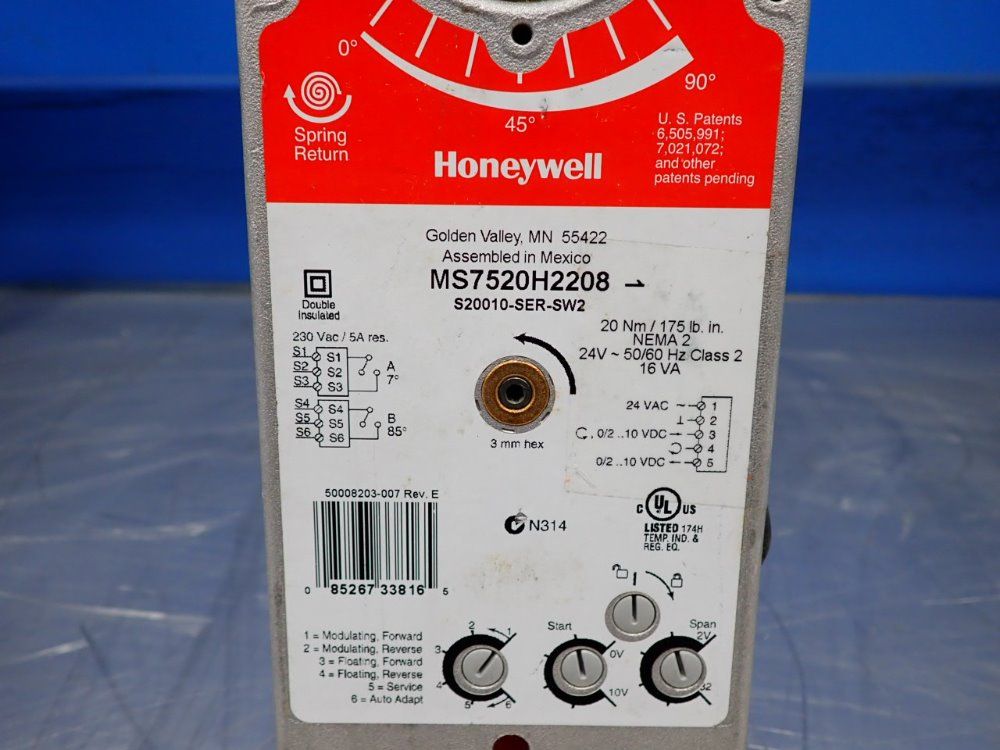 0°
45°
90°
Spring
Return
Honeywell
U. S. Patents
6,505,991;
7,021,072;
and other
patents pending
Golden Valley, MN 55422
Assembled in Mexico
MS7520H2208
S20010-SER-SW2
Double
Insulated
20 Nm / 175 lb. in.
NEMA 2
24V ~ 50/60 Hz Class 2
16 VA
230 Vac / 5A res.
S1 S1
S2 S2 A
S3 S3 7°
S4 S4
S5 S5 B
S6 S6 85°
3 mm hex
24 VAC ~ 1
2
, 0/2 ..10 VDC 3
4
0/2 ..10 VDC 5
50008203-007 Rev. E
0 85267 33816 5
N314
C UL US
LISTED 174H
TEMP. IND. &
REG. EQ.
1 = Modulating, Forward
2 = Modulating, Reverse
3 = Floating, Forward
4 = Floating, Reverse
5 = Service
6 = Auto Adapt
1
2
3
4
5
6
Start
0V
10V
Span
2V
32